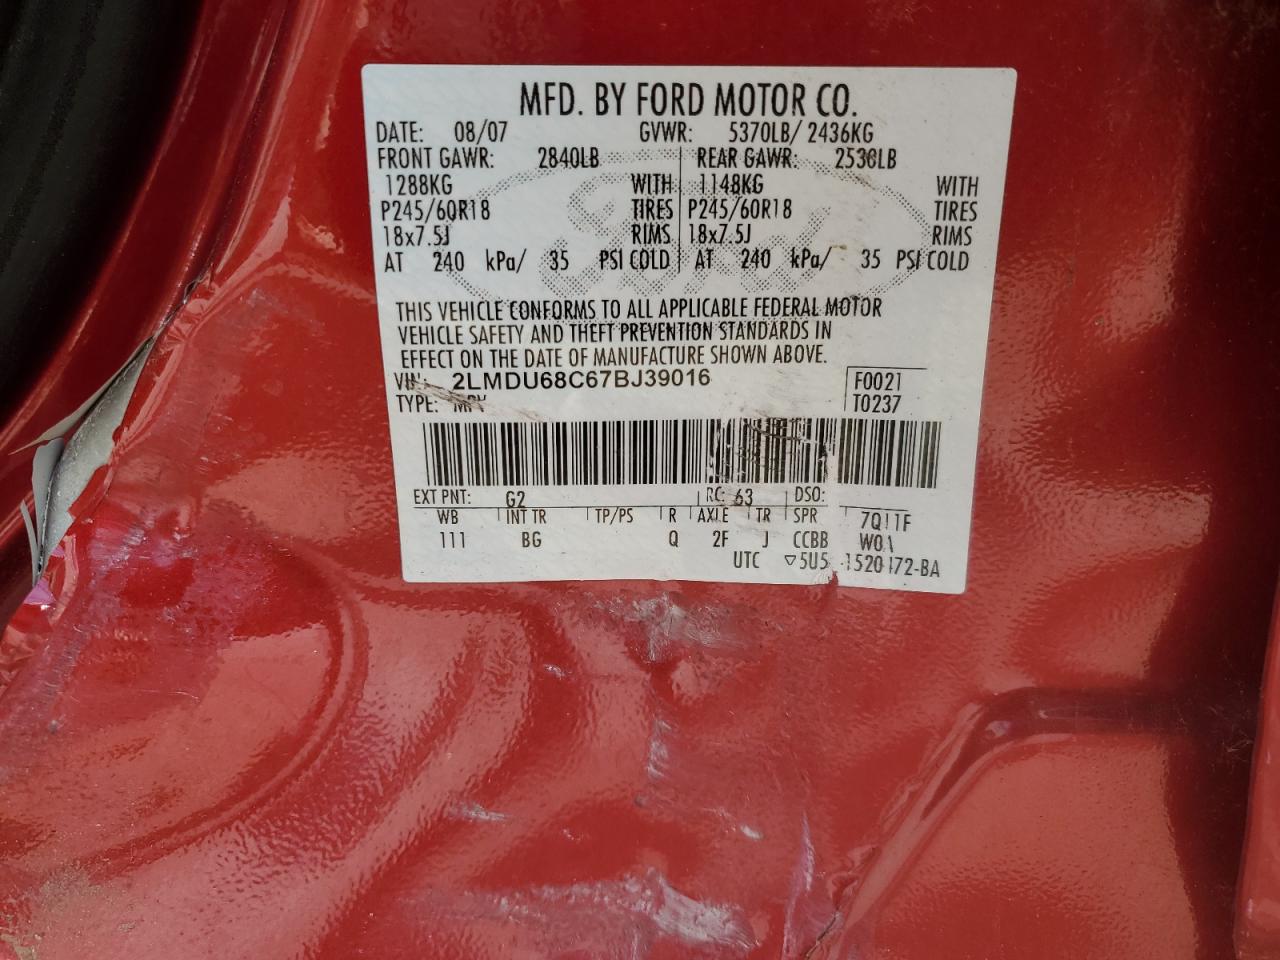 MFD. BY FORD MOTOR CO.
DATE: 08/07 GVWR: 5370LB/ 2436KG
FRONT GAWR: 2840LB REAR GAWR: 2530LB
1288KG WITH 1148KG WITH
P245/60R18 TIRES P245/60R18 TIRES
18x7.5J RIMS 18x7.5J RIMS
AT 240 kPa/ 35 PSI COLD AT 240 kPa/ 35 PSI COLD
THIS VEHICLE CONFORMS TO ALL APPLICABLE FEDERAL MOTOR
VEHICLE SAFETY AND THEFT PREVENTION STANDARDS IN
EFFECT ON THE DATE OF MANUFACTURE SHOWN ABOVE.
VIN: 2LMDU68C67BJ39016 F0021
TYPE: MPV T0237
EXT PNT: G2 RC: 63 DSO:
WB INT TR TP/PS R AXLE TR SPR 7Q11F
111 BG Q 2F J CCBB
UTC ▽5U5